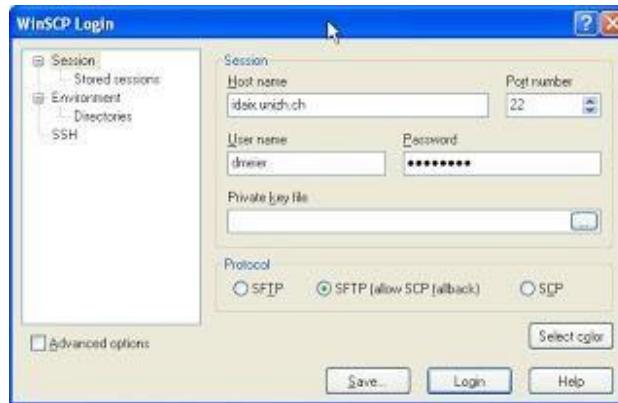 WinSCP Login
Session
Stored sessions
Environment
Directories
SSH
Session
Host name
Port number
idaix.unizh.ch
22
User name
Password
dmeier
••••••••
Private key file
...
Protocol
SFTP
SFTP (allow SCP fallback)
SCP
Advanced options
Select color
Save...
Login
Help